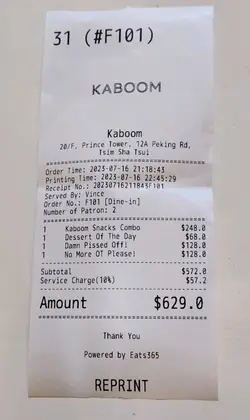 31 (#F101)
KABOOM
Kaboom
20/F, Prince Tower, 12A Peking Rd,
Tsim Sha Tsui
Order Time: 2023-07-16 21:18:43
Printing Time: 2023-07-16 22:45:29
Receipt No.: 20230716211843F101
Served By: Vince
Order No.: F101 [Dine-in]
Number of Patron: 2
1 Kaboom Snacks Combo $248.0
1 Dessert Of The Day $68.0
1 Damn Pissed Off! $128.0
1 No More OT Please! $128.0
Subtotal $572.0
Service Charge(10%) $57.2
Amount $629.0
Thank You
Powered by Eats365
REPRINT